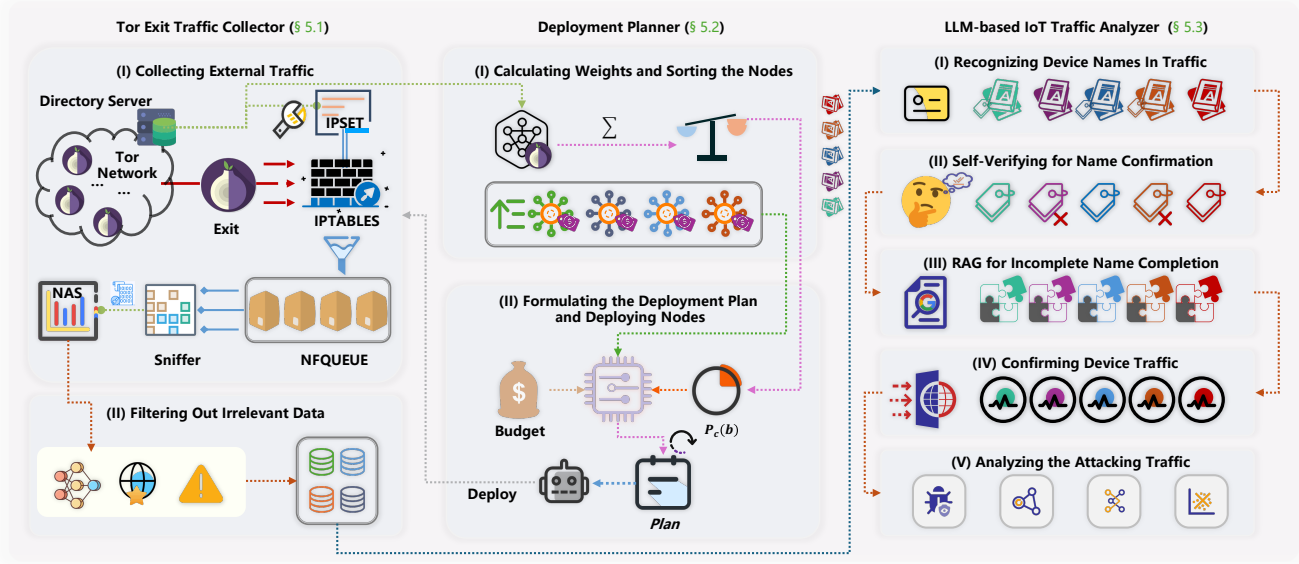 Tor Exit Traffic Collector (§ 5.1)
(I) Collecting External Traffic
Directory Server
Tor
Network
... ...
IPSET
IPTABLES
Exit
NAS
Sniffer
NFQUEUE
(II) Filtering Out Irrelevant Data
Deployment Planner (§ 5.2)
(I) Calculating Weights and Sorting the Nodes
∑
(II) Formulating the Deployment Plan
and Deploying Nodes
$
Budget
P_c(b)
Deploy
Plan
LLM-based IoT Traffic Analyzer (§ 5.3)
(I) Recognizing Device Names In Traffic
A A A A A
(II) Self-Verifying for Name Confirmation
(III) RAG for Incomplete Name Completion
G
(IV) Confirming Device Traffic
(V) Analyzing the Attacking Traffic